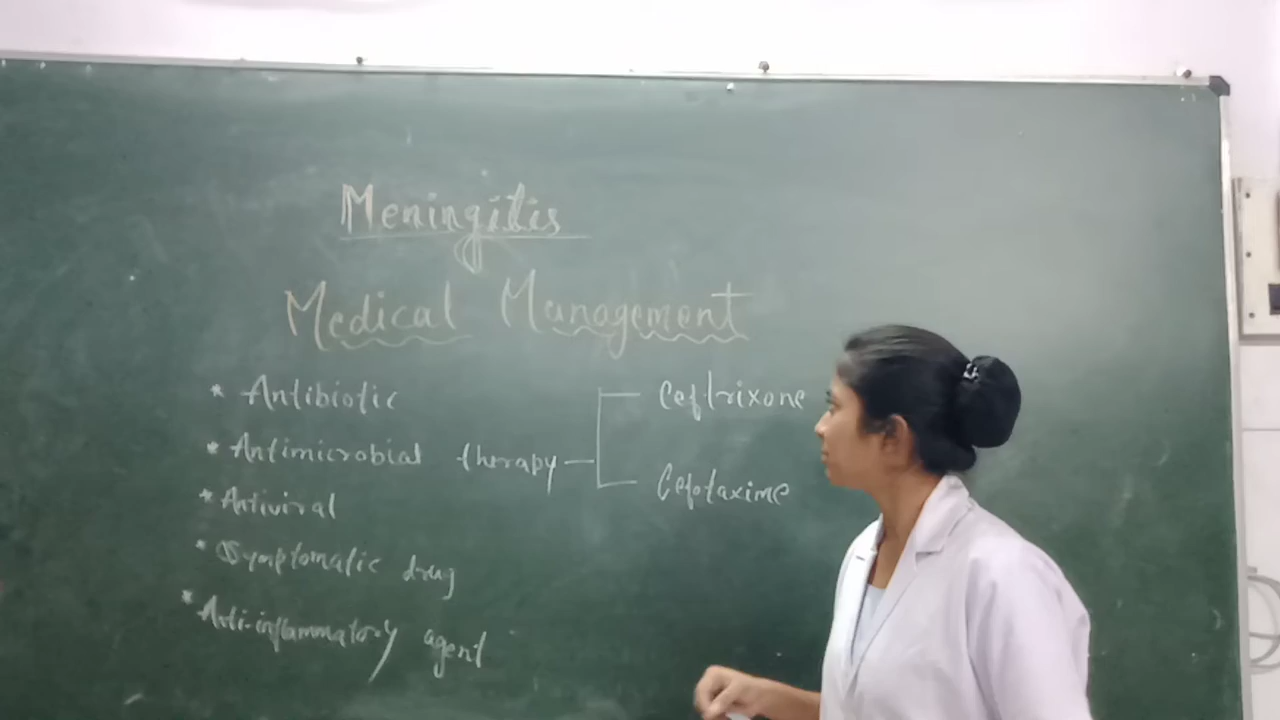 Meningitis
Medical Management
* Antibiotic
* Antimicrobial therapy
Ceftrixone
Cefotaxime
* Antiviral
* Symptomatic drug
* Anti-inflammatory agent